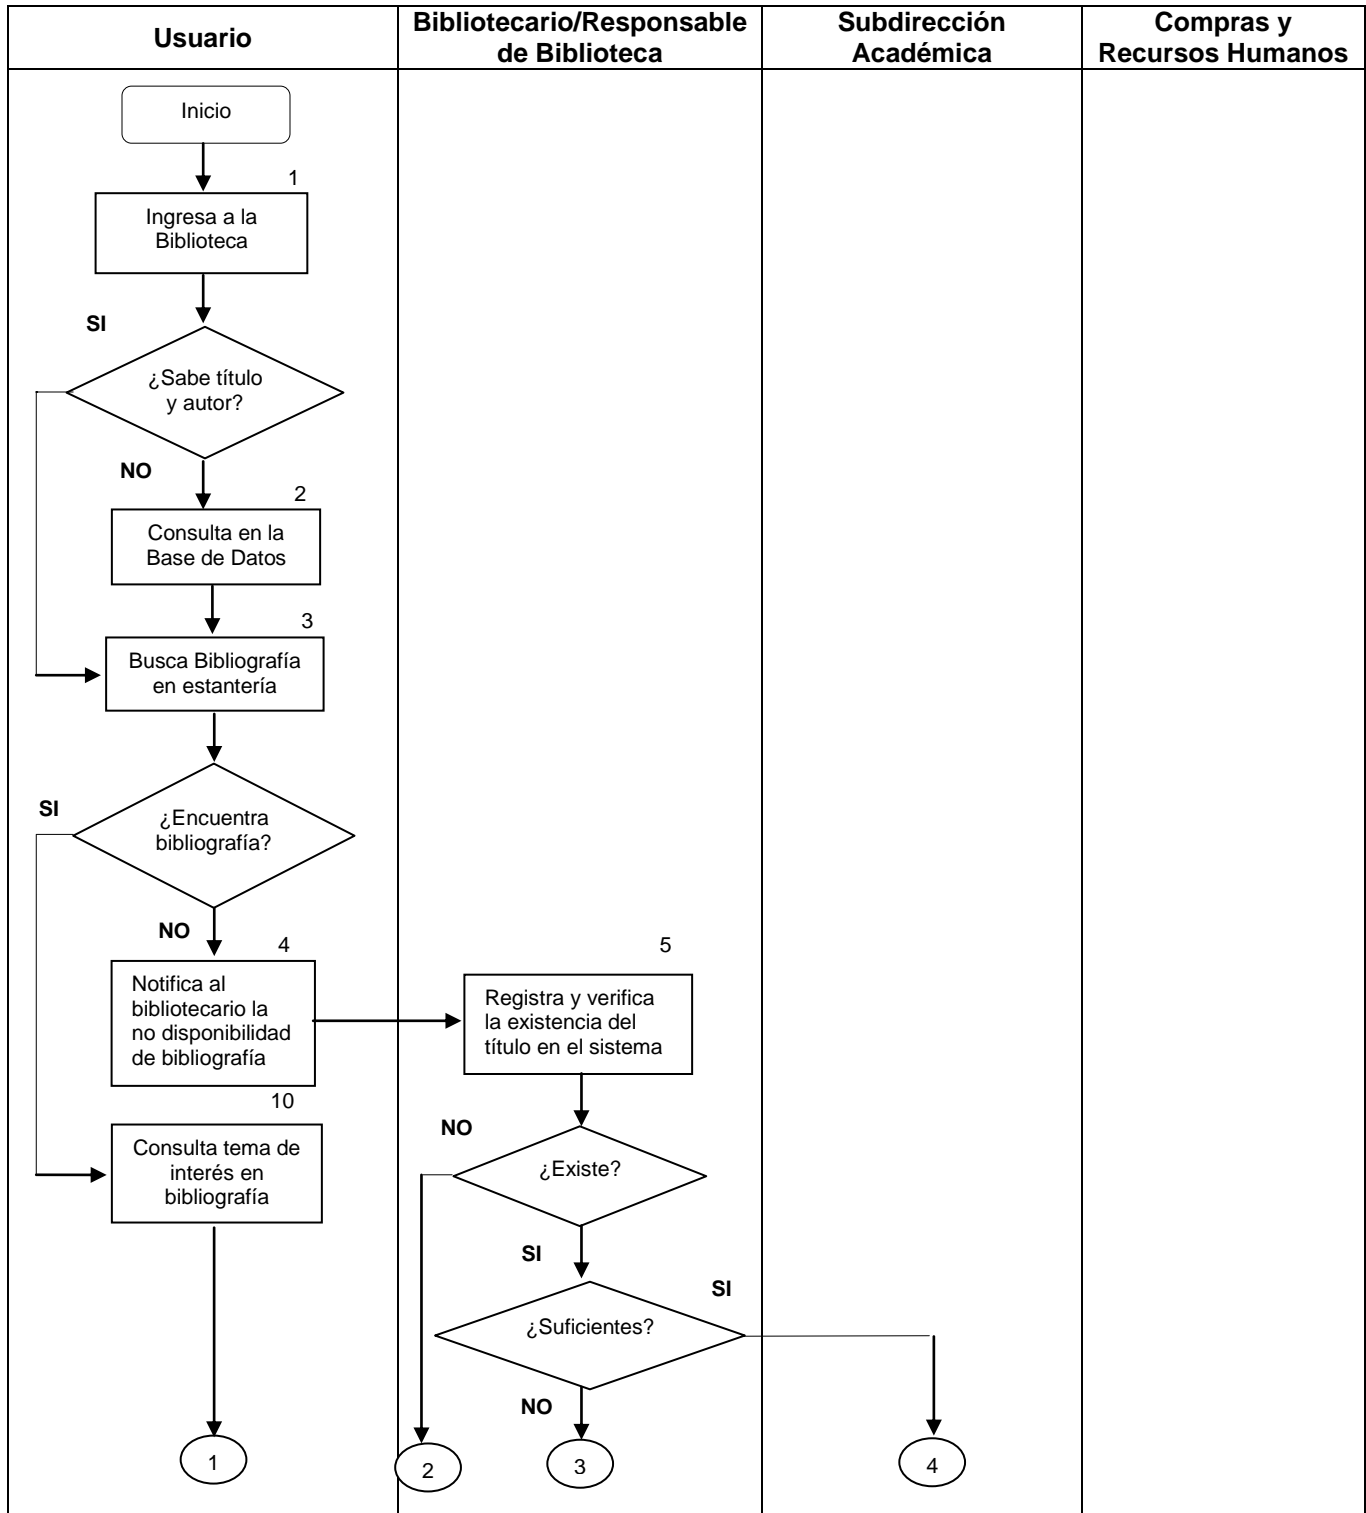 Usuario
Bibliotecario/Responsable
de Biblioteca
Subdirección
Académica
Compras y
Recursos Humanos
Inicio
1
Ingresa a la
Biblioteca
SI
¿Sabe título
y autor?
NO
2
Consulta en la
Base de Datos
3
Busca Bibliografía
en estantería
SI
¿Encuentra
bibliografía?
NO
4
Notifica al
bibliotecario la
no disponibilidad
de bibliografía
5
Registra y verifica
la existencia del
título en el sistema
10
Consulta tema de
interés en
bibliografía
NO
¿Existe?
SI
SI
¿Suficientes?
NO
1
2
3
4